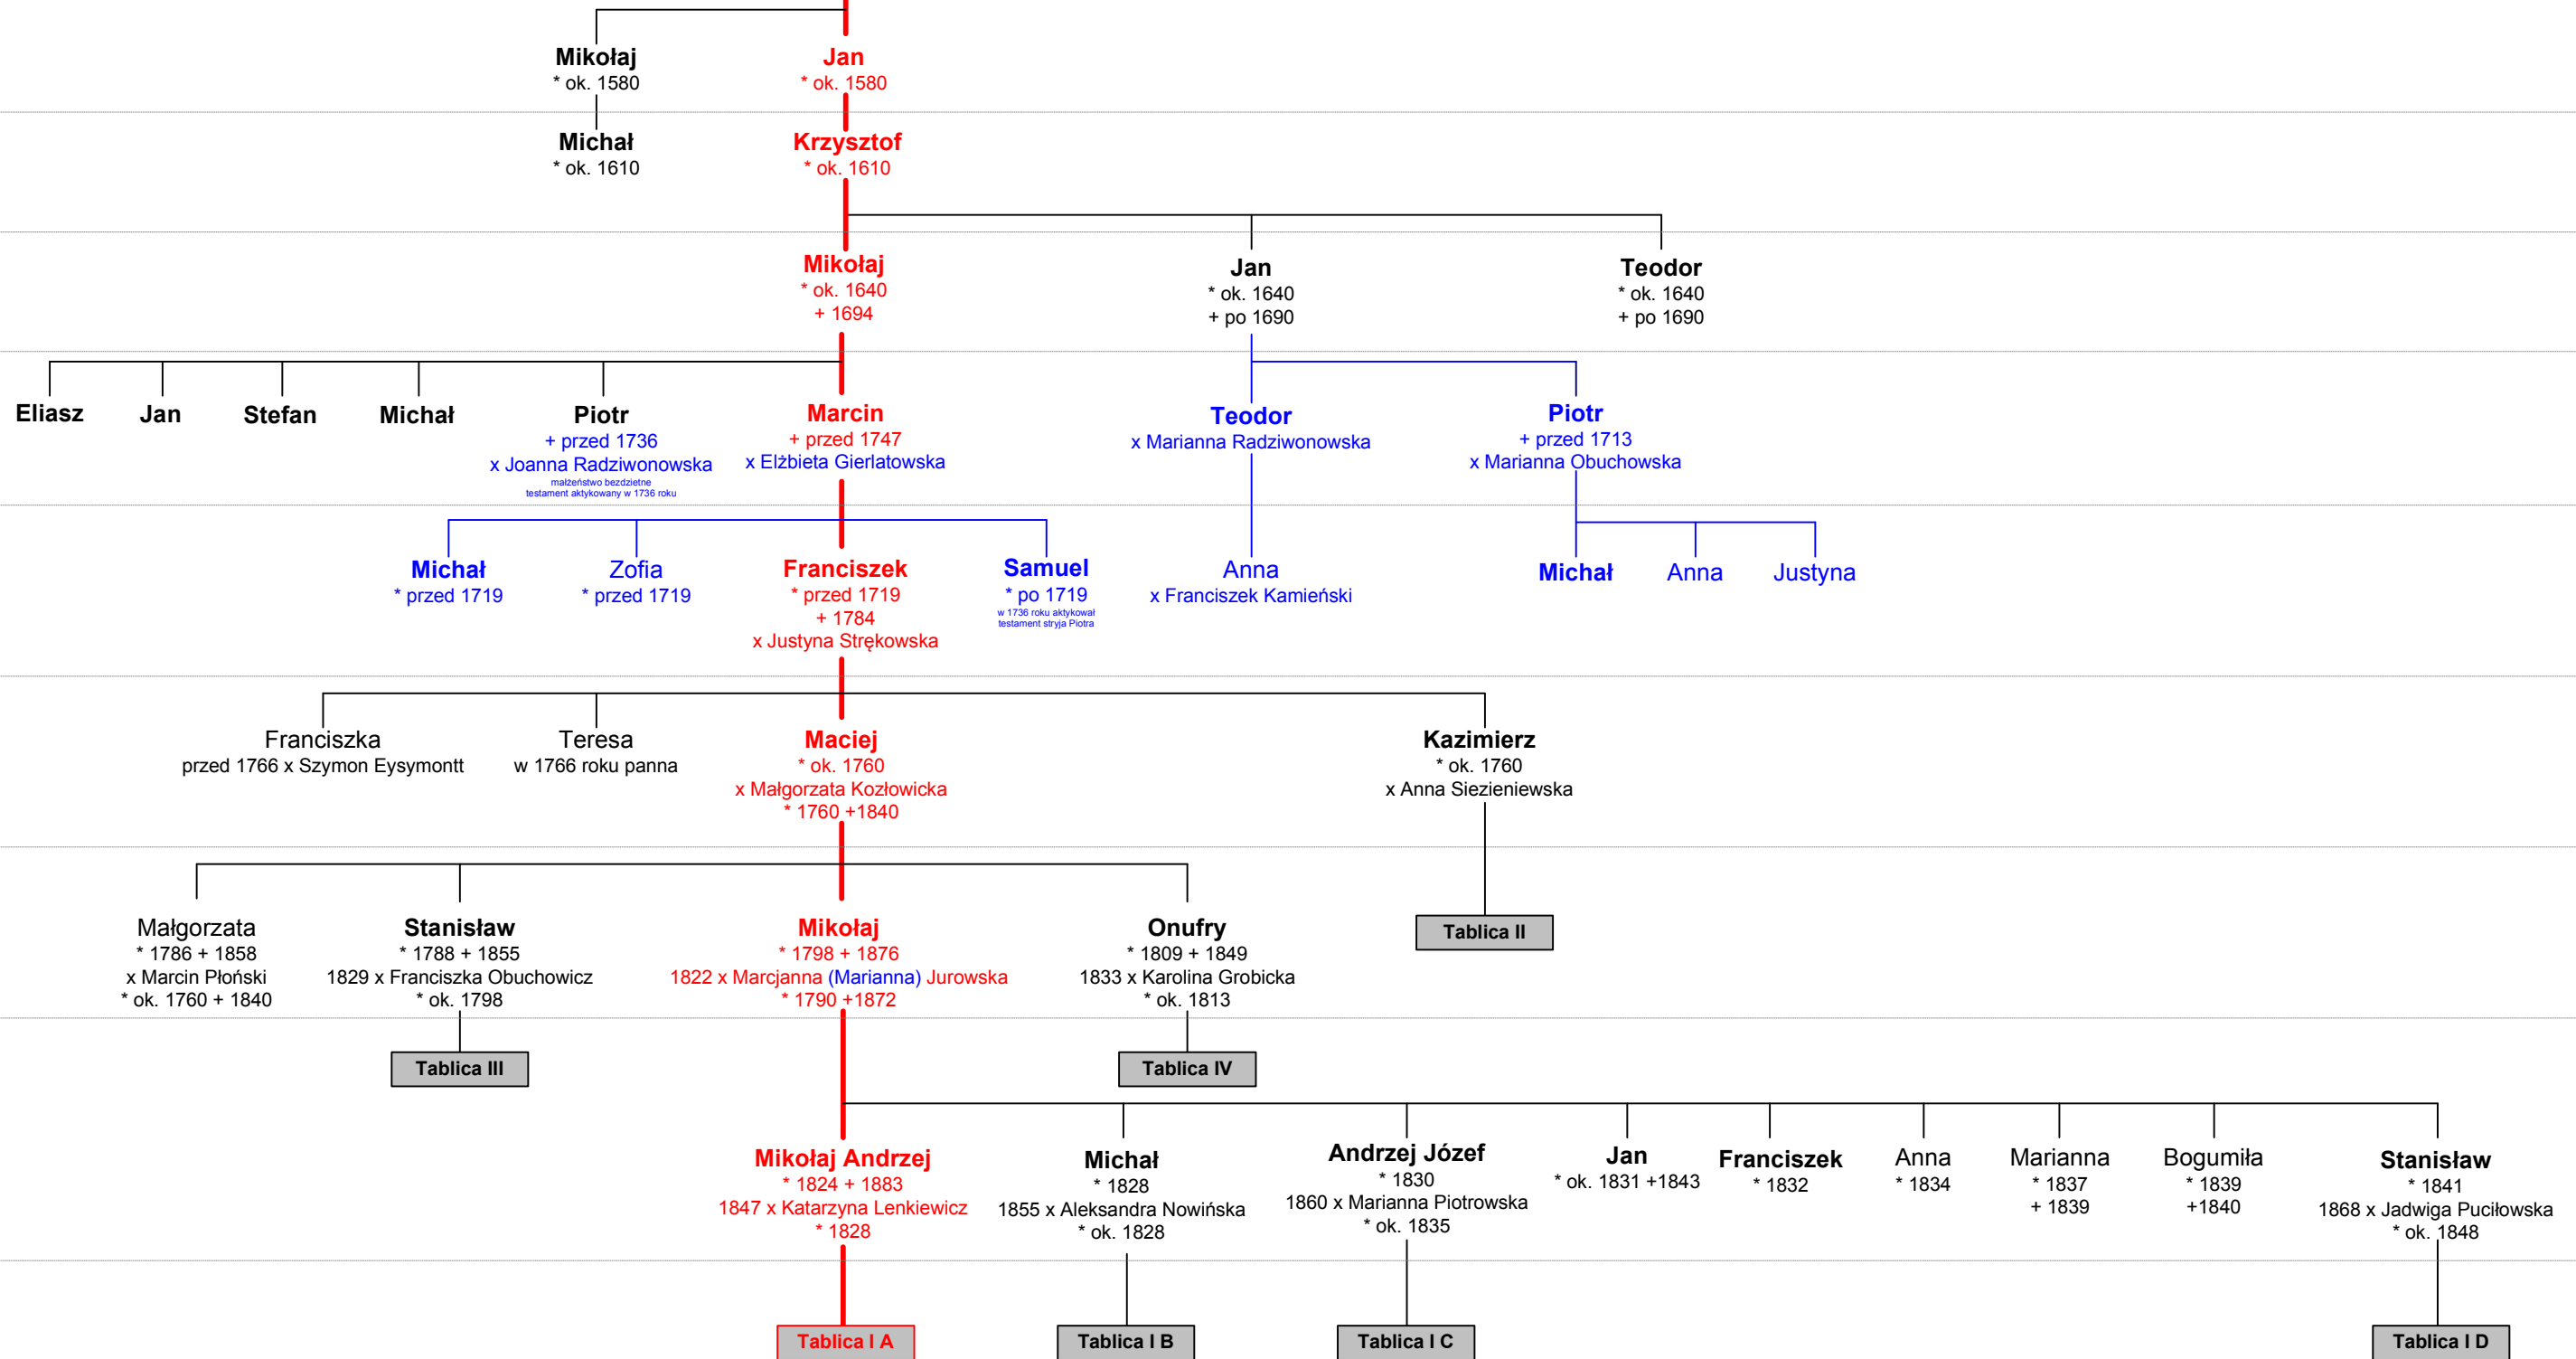 Mikołaj
* ok. 1580
Jan
* ok. 1580
Michał
* ok. 1610
Krzysztof
* ok. 1610
Mikołaj
* ok. 1640
+ 1694
Jan
* ok. 1640
+ po 1690
Teodor
* ok. 1640
+ po 1690
Eliasz
Jan
Stefan
Michał
Piotr
+ przed 1736
x Joanna Radziwonowska
małżeństwo bezdzietne
testament aktykowany w 1736 roku
Marcin
+ przed 1747
x Elżbieta Gierlatowska
Teodor
x Marianna Radziwonowska
Piotr
+ przed 1713
x Marianna Obuchowska
Michał
* przed 1719
Zofia
* przed 1719
Franciszek
* przed 1719
+ 1784
x Justyna Strękowska
Samuel
* po 1719
w 1736 roku aktykował
testament stryja Piotra
Anna
x Franciszek Kamieński
Michał
Anna
Justyna
Franciszka
przed 1766 x Szymon Eysymontt
Teresa
w 1766 roku panna
Maciej
* ok. 1760
x Małgorzata Kozłowicka
* 1760 +1840
Kazimierz
* ok. 1760
x Anna Siezieniewska
Małgorzata
* 1786 + 1858
x Marcin Płoński
* ok. 1760 + 1840
Stanisław
* 1788 + 1855
1829 x Franciszka Obuchowicz
* ok. 1798
Mikołaj
* 1798 + 1876
1822 x Marcjanna (Marianna) Jurowska
* 1790 +1872
Onufry
* 1809 + 1849
1833 x Karolina Grobicka
* ok. 1813
Tablica II
Tablica III
Tablica IV
Mikołaj Andrzej
* 1824 + 1883
1847 x Katarzyna Lenkiewicz
* 1828
Michał
* 1828
1855 x Aleksandra Nowińska
* ok. 1828
Andrzej Józef
* 1830
1860 x Marianna Piotrowska
* ok. 1835
Jan
* ok. 1831 +1843
Franciszek
* 1832
Anna
* 1834
Marianna
* 1837
+ 1839
Bogumiła
* 1839
+1840
Stanisław
* 1841
1868 x Jadwiga Puciłowska
* ok. 1848
Tablica I A
Tablica I B
Tablica I C
Tablica I D